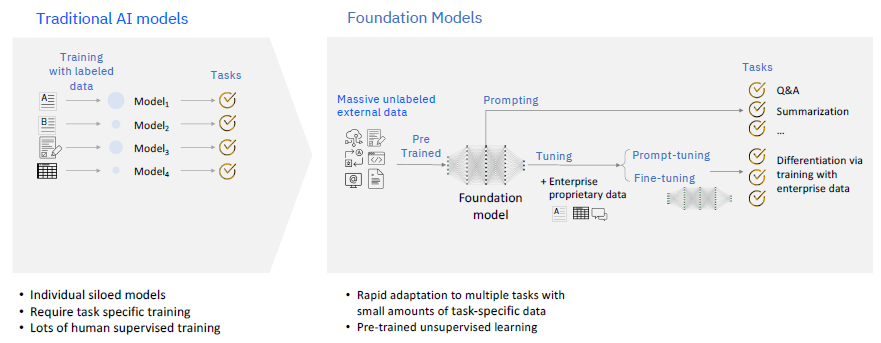 Traditional AI models
Training
with labeled
data
Tasks
A
Model1
B
Model2
Model3
Model4
• Individual siloed models
• Require task specific training
• Lots of human supervised training
Foundation Models
Massive unlabeled
external data
Pre
Trained
Foundation
model
Prompting
Tuning
+ Enterprise
proprietary data
A
Prompt-tuning
Fine-tuning
Tasks
Q&A
Summarization
...
Differentiation via
training with
enterprise data
• Rapid adaptation to multiple tasks with
small amounts of task-specific data
• Pre-trained unsupervised learning